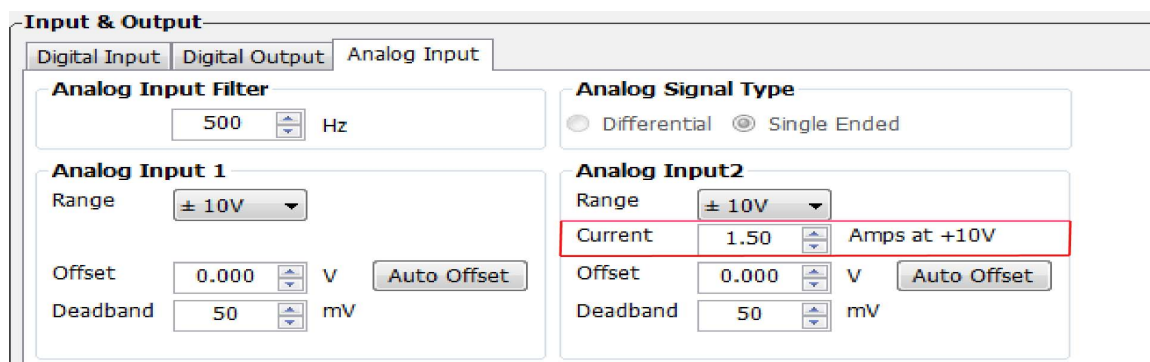 Input & Output
Digital Input Digital Output Analog Input
Analog Input Filter
500 Hz
Analog Signal Type
Differential Single Ended
Analog Input 1
Range ± 10V
Offset 0.000 V Auto Offset
Deadband 50 mV
Analog Input2
Range ± 10V
Current 1.50 Amps at +10V
Offset 0.000 V Auto Offset
Deadband 50 mV